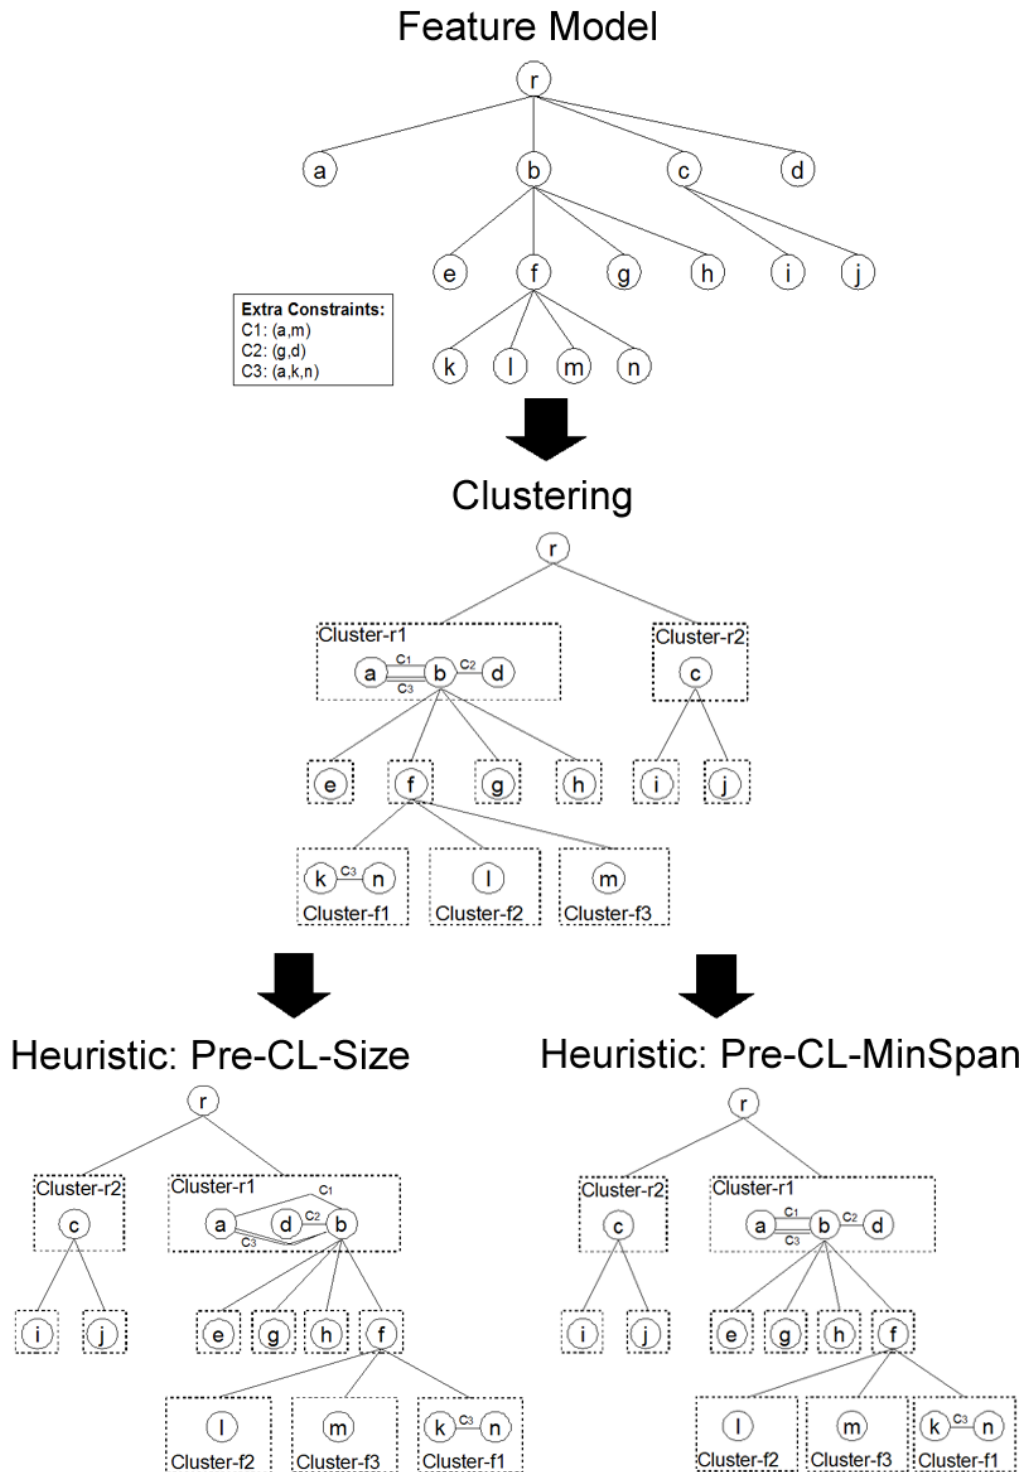 Feature Model
r
a b c d
e f g h i j
Extra Constraints:
C1: (a,m)
C2: (g,d)
C3: (a,k,n)
k l m n
Clustering
r
Cluster-r1 Cluster-r2
C1 C2
a b d c
C3
e f g h i j
k C3 n l m
Cluster-f1 Cluster-f2 Cluster-f3
Heuristic: Pre-CL-Size
r
Cluster-r2 Cluster-r1
C1
c a d C2 b
C3
i j e g h f
l m k C3 n
Cluster-f2 Cluster-f3 Cluster-f1
Heuristic: Pre-CL-MinSpan
r
Cluster-r2 Cluster-r1
C1 C2
c a b d
C3
i j e g h f
l m k C3 n
Cluster-f2 Cluster-f3 Cluster-f1